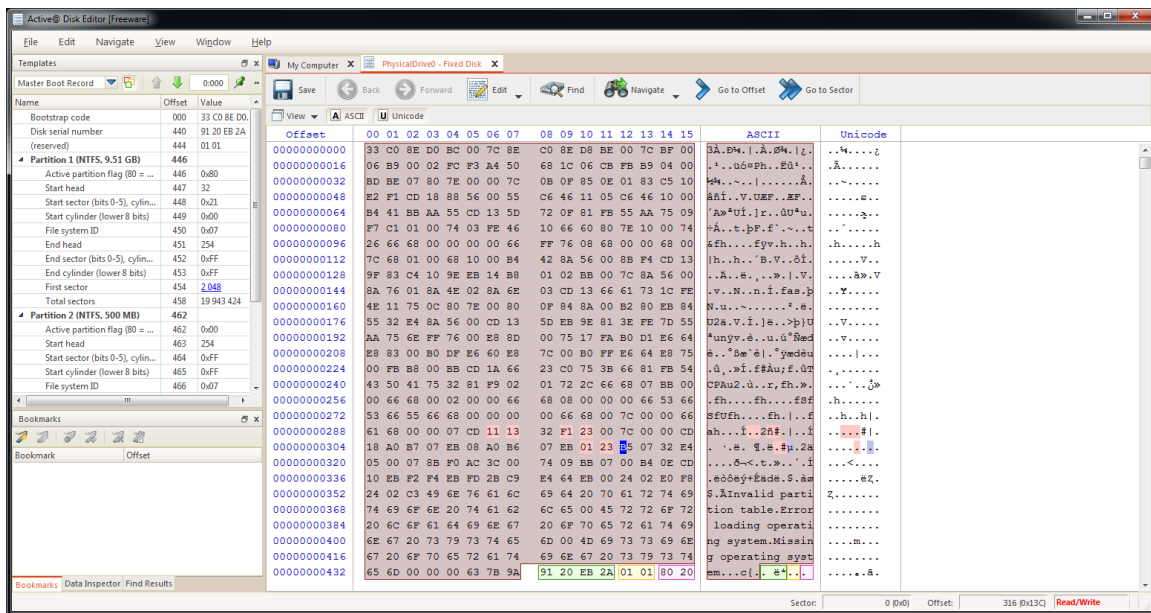 Active@ Disk Editor [Freeware]
File Edit Navigate View Window Help
Templates
My Computer X PhysicalDrive0 - Fixed Disk X
Master Boot Record 0:000
Save Back Forward Edit Find Navigate Go to Offset Go to Sector
Name Offset Value
View A ASCII U Unicode
Bootstrap code 000 33 C0 8E D0.
Disk serial number 440 91 20 EB 2A
(reserved) 444 01 01
Partition 1 (NTFS, 9.51 GB) 446
Active partition flag (80 = ... 446 0x80
Start head 447 32
Start sector (bits 0-5), cylin... 448 0x21
Start cylinder (lower 8 bits) 449 0x00
File system ID 450 0x07
End head 451 254
End sector (bits 0-5), cylin... 452 0xFF
End cylinder (lower 8 bits) 453 0xFF
First sector 454 2 048
Total sectors 458 19 943 424
Partition 2 (NTFS, 500 MB) 462
Active partition flag (80 = ... 462 0x00
Start head 463 254
Start sector (bits 0-5), cylin... 464 0xFF
Start cylinder (lower 8 bits) 465 0xFF
File system ID 466 0x07
Bookmarks
Bookmark Offset
Bookmarks Data Inspector Find Results
Offset 00 01 02 03 04 05 06 07 08 09 10 11 12 13 14 15 ASCII Unicode
00000000000 33 C0 8E D0 BC 00 7C 8E C0 8E D8 BE 00 7C BF 00
00000000016 06 B9 00 02 FC F3 A4 50 68 1C 06 CB FB B9 04 00
00000000032 BD BE 07 80 7E 00 00 7C 0B 0F 85 0E 01 83 C5 10
00000000048 E2 F1 CD 18 88 56 00 55 C6 46 11 05 C6 46 10 00
00000000064 B4 41 BB AA 55 CD 13 5D 72 0F 81 FB 55 AA 75 09
00000000080 F7 C1 01 00 74 03 FE 46 10 66 60 80 7E 10 00 74
00000000096 26 66 68 00 00 00 00 66 FF 76 08 68 00 00 68 00
00000000112 7C 68 01 00 68 10 00 B4 42 8A 56 00 8B F4 CD 13
00000000128 9F 83 C4 10 9E EB 14 B8 01 02 BB 00 7C 8A 56 00
00000000144 8A 76 01 8A 4E 02 8A 6E 03 CD 13 66 61 73 1C FE
00000000160 4E 11 75 0C 80 7E 00 80 0F 84 8A 00 B2 80 EB 84
00000000176 55 32 E4 8A 56 00 CD 13 5D EB 9E 81 3E FE 7D 55
00000000192 AA 75 6E FF 76 00 E8 8D 00 75 17 FA B0 D1 E6 64
00000000208 E8 83 00 B0 DF E6 60 E8 7C 00 B0 FF E6 64 E8 75
00000000224 00 FB B8 00 BB CD 1A 66 23 C0 75 3B 66 81 FB 54
00000000240 43 50 41 75 32 81 F9 02 01 72 2C 66 68 07 BB 00
00000000256 00 66 68 00 02 00 00 66 68 08 00 00 00 66 53 66
00000000272 53 66 55 66 68 00 00 00 00 66 68 00 7C 00 00 66
00000000288 61 68 00 00 07 CD 11 13 32 F1 23 00 7C 00 00 CD
00000000304 18 A0 B7 07 EB 08 A0 B6 07 EB 01 23 B5 07 32 E4
00000000320 05 00 07 8B F0 AC 3C 00 74 09 BB 07 00 B4 0E CD
00000000336 10 EB F2 F4 EB FD 2B C9 E4 64 EB 00 24 02 E0 F8
00000000352 24 02 C3 49 6E 76 61 6C 69 64 20 70 61 72 74 69 $.ÃInvalid parti
00000000368 74 69 6F 6E 20 74 61 62 6C 65 00 45 72 72 6F 72 tion table.Error
00000000384 20 6C 6F 61 64 69 6E 67 20 6F 70 65 72 61 74 69 loading operati
00000000400 6E 67 20 73 79 73 74 65 6D 00 4D 69 73 73 69 6E ng system.Missin
00000000416 67 20 6F 70 65 72 61 74 69 6E 67 20 73 79 73 74 g operating syst
00000000432 65 6D 00 00 00 63 7B 9A 91 20 EB 2A 01 01 80 20 em...c{.. ë*....
Sector: 0 (0x0) Offset: 316 (0x13C) Read/Write